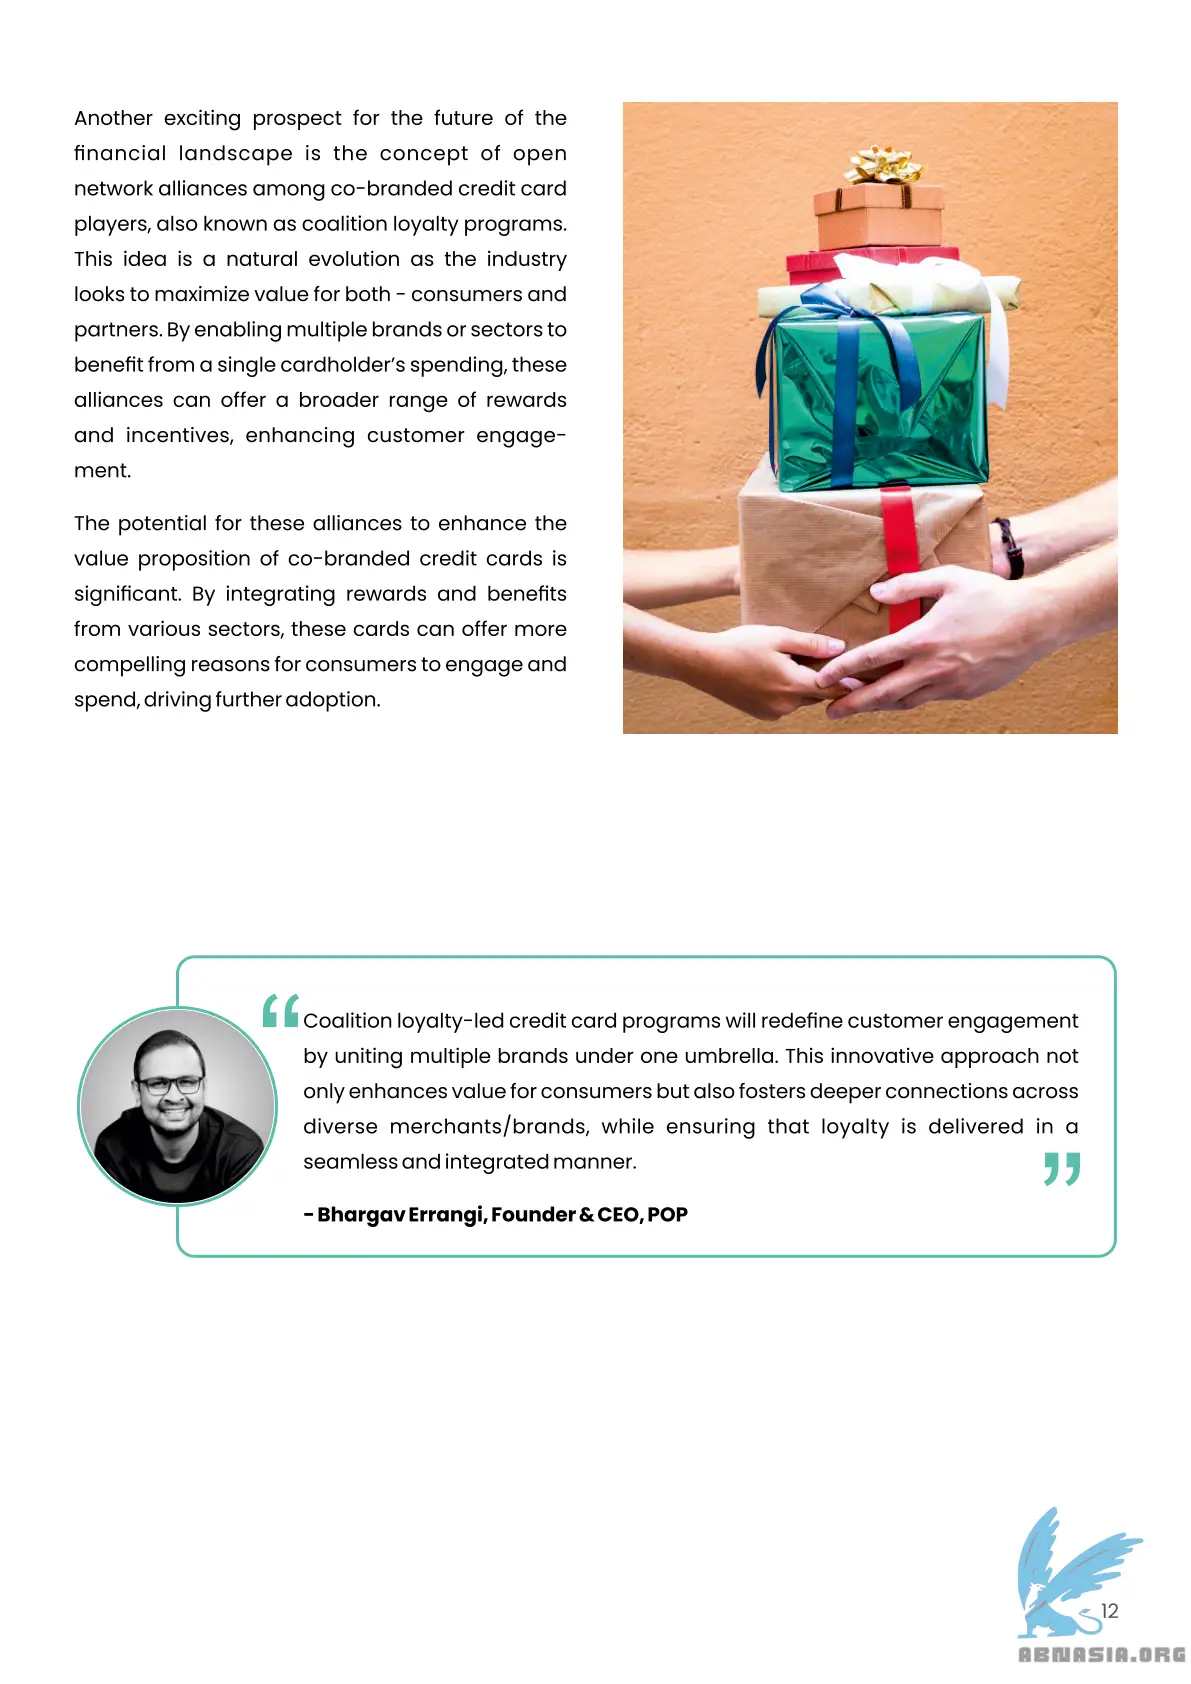 Another exciting prospect for the future of the
financial landscape is the concept of open
network alliances among co-branded credit card
players, also known as coalition loyalty programs.
This idea is a natural evolution as the industry
looks to maximize value for both - consumers and
partners. By enabling multiple brands or sectors to
benefit from a single cardholder's spending, these
alliances can offer a broader range of rewards
and incentives, enhancing customer engage-
ment.
The potential for these alliances to enhance the
value proposition of co-branded credit cards is
significant. By integrating rewards and benefits
from various sectors, these cards can offer more
compelling reasons for consumers to engage and
spend, driving further adoption.
“Coalition loyalty-led credit card programs will redefine customer engagement
by uniting multiple brands under one umbrella. This innovative approach not
only enhances value for consumers but also fosters deeper connections across
diverse merchants/brands, while ensuring that loyalty is delivered in a
seamless and integrated manner.”
- Bhargav Errangi, Founder & CEO, POP
12
ABNASIA.ORG